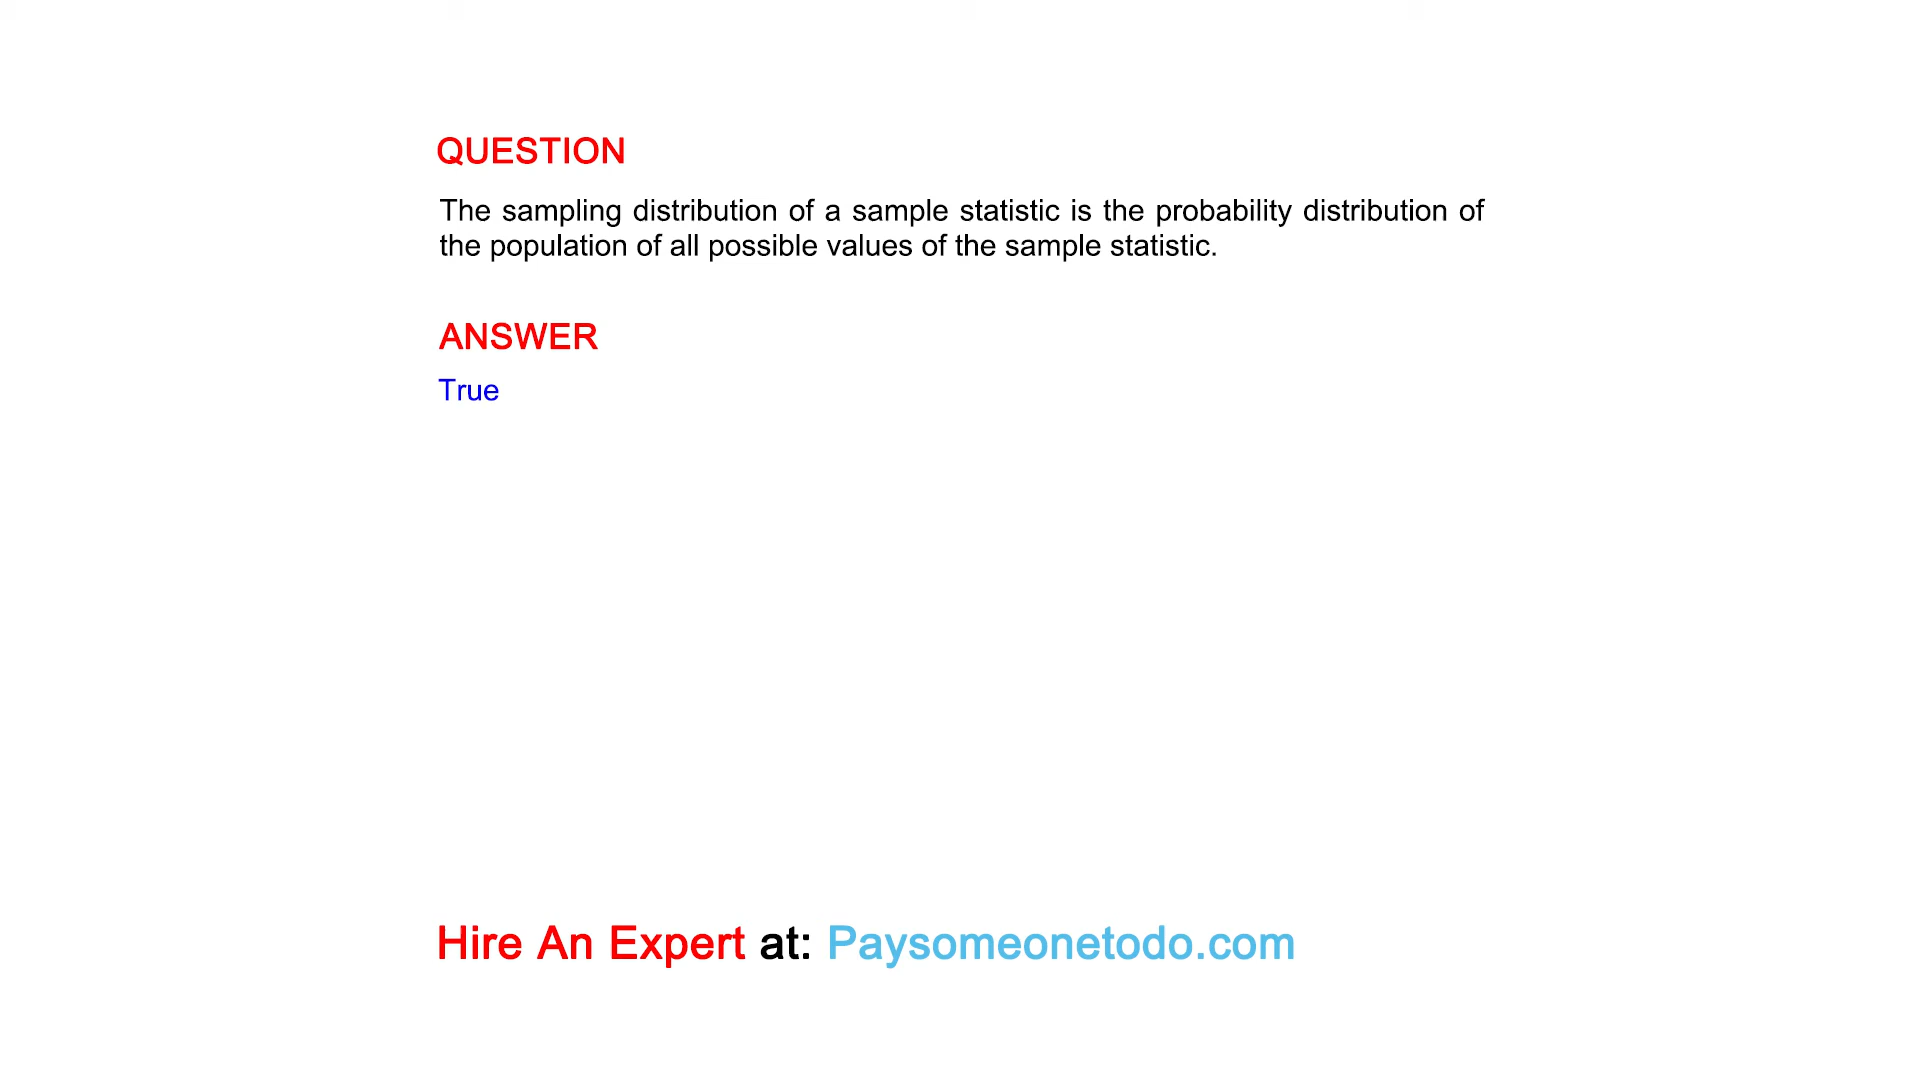 QUESTION
The sampling distribution of a sample statistic is the probability distribution of
the population of all possible values of the sample statistic.
ANSWER
True
Hire An Expert at: Paysomeonetodo.com